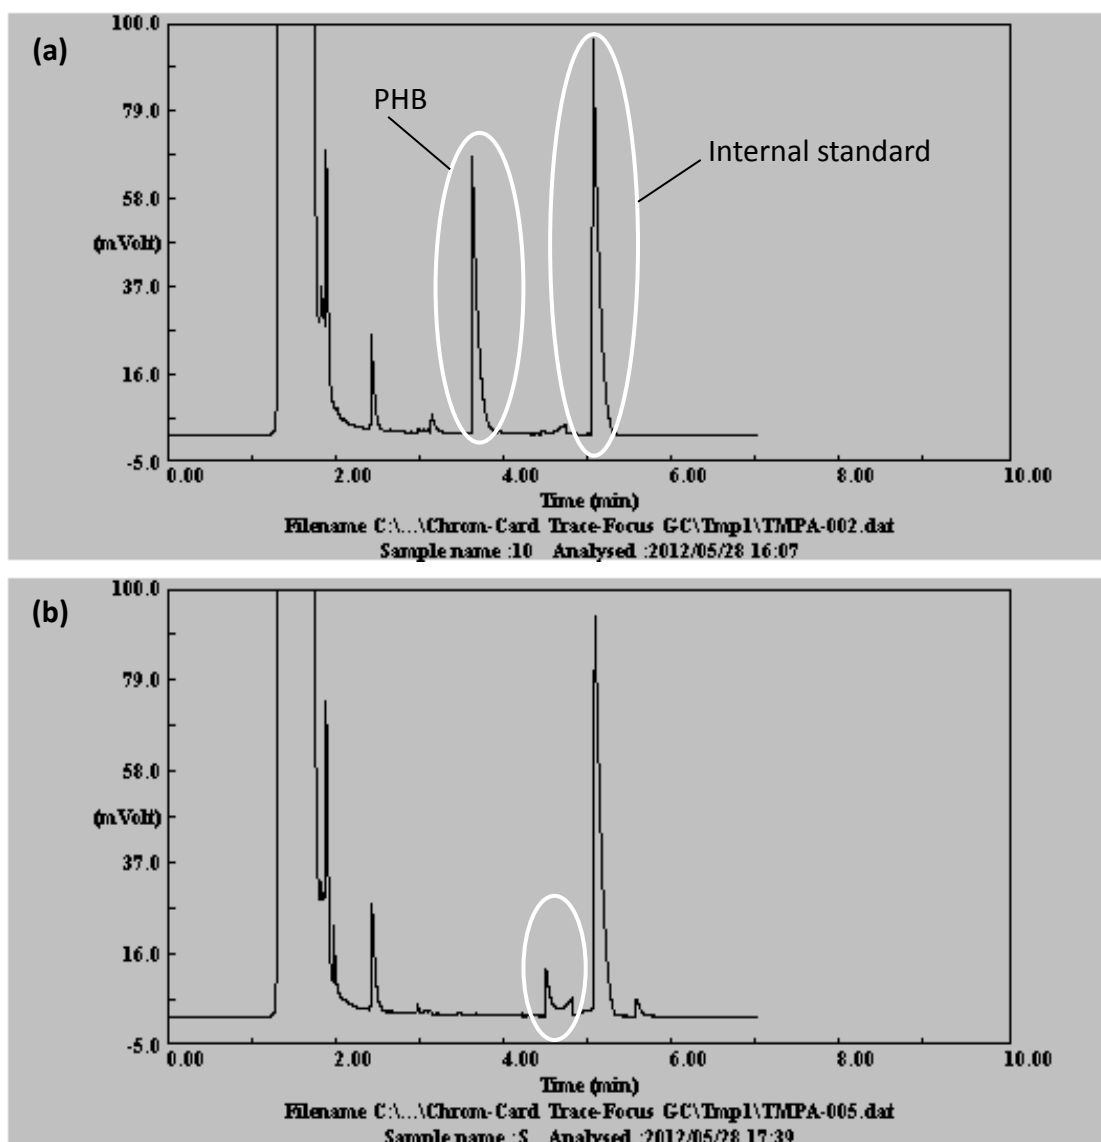 (a)
100.0
PHB
79.0
Internal standard
58.0
(mVolt)
37.0
16.0
-5.0
0.00 2.00 4.00 6.00 8.00 10.00
Time (min)
Filename C:\...\Chrom-Card Trace-Focus GC\Tmp1\TMPA-002.dat
Sample name :10 Analysed :2012/05/28 16:07
(b)
100.0
79.0
58.0
(mVolt)
37.0
16.0
-5.0
0.00 2.00 4.00 6.00 8.00 10.00
Time (min)
Filename C:\...\Chrom-Card Trace-Focus GC\Tmp1\TMPA-005.dat
Sample name :S Analysed :2012/05/28 17:39